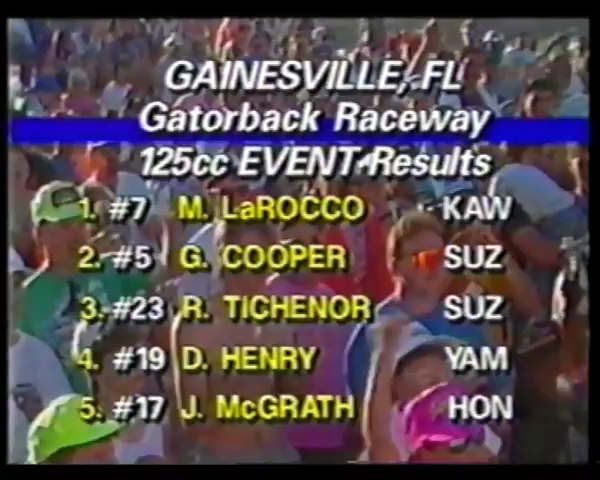 GAINESVILLE, FL
Gatorback Raceway
125cc EVENT Results
1. #7 M. LaROCCO KAW
2. #5 G. COOPER SUZ
3. #23 R. TICHENOR SUZ
4. #19 D. HENRY YAM
5. #17 J. McGRATH HON